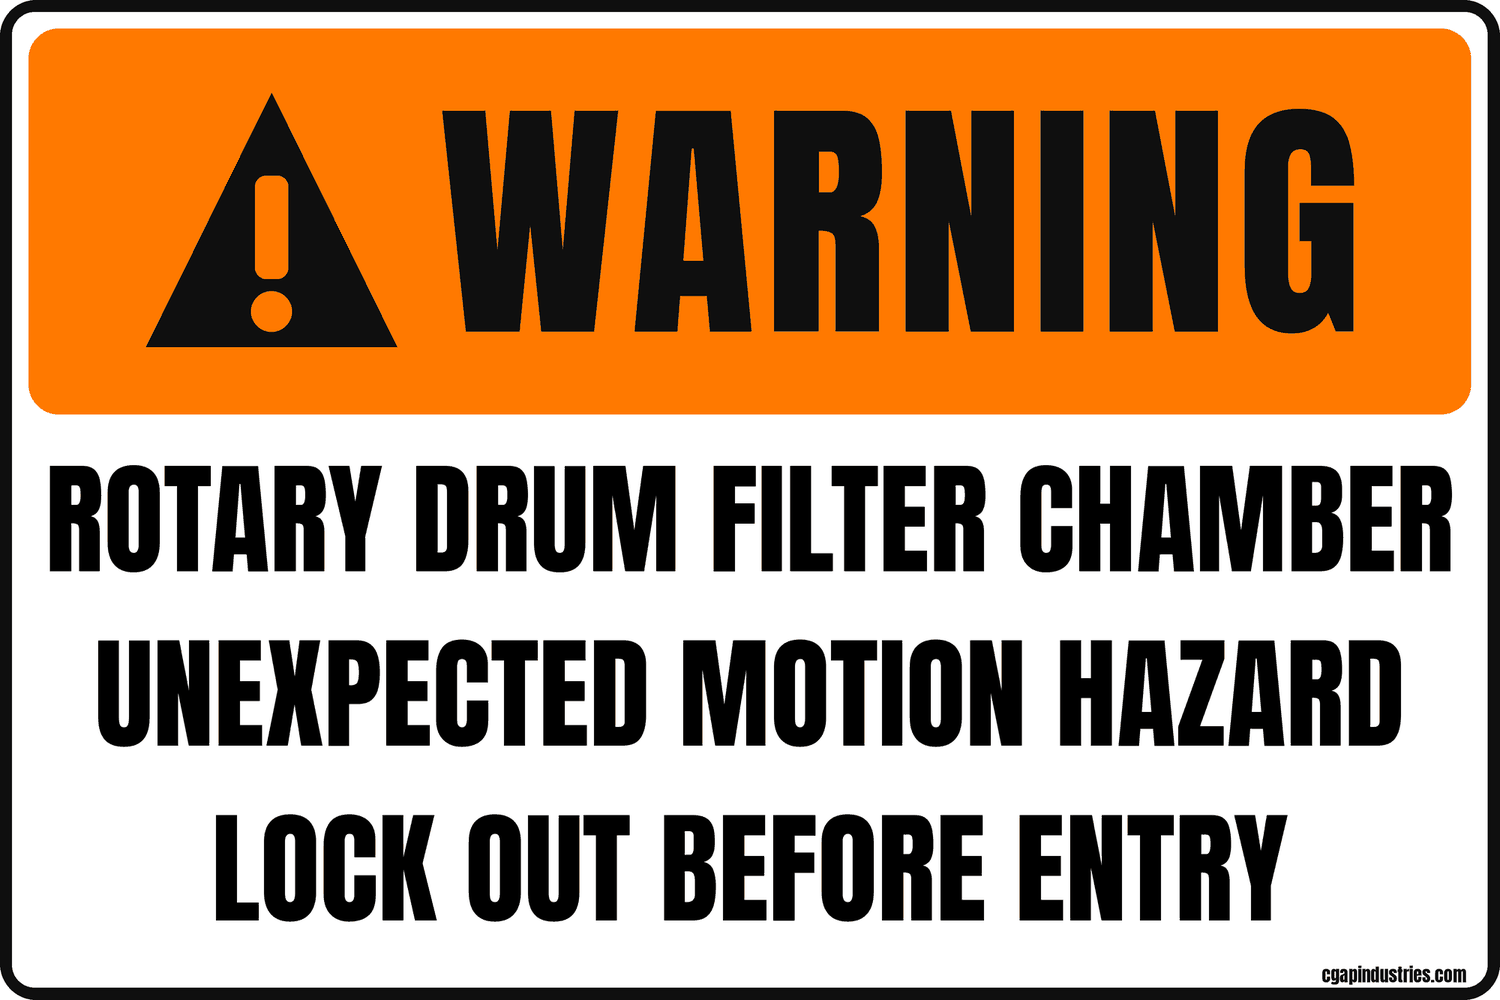 WARNING
ROTARY DRUM FILTER CHAMBER
UNEXPECTED MOTION HAZARD
LOCK OUT BEFORE ENTRY
cgapindustries.com